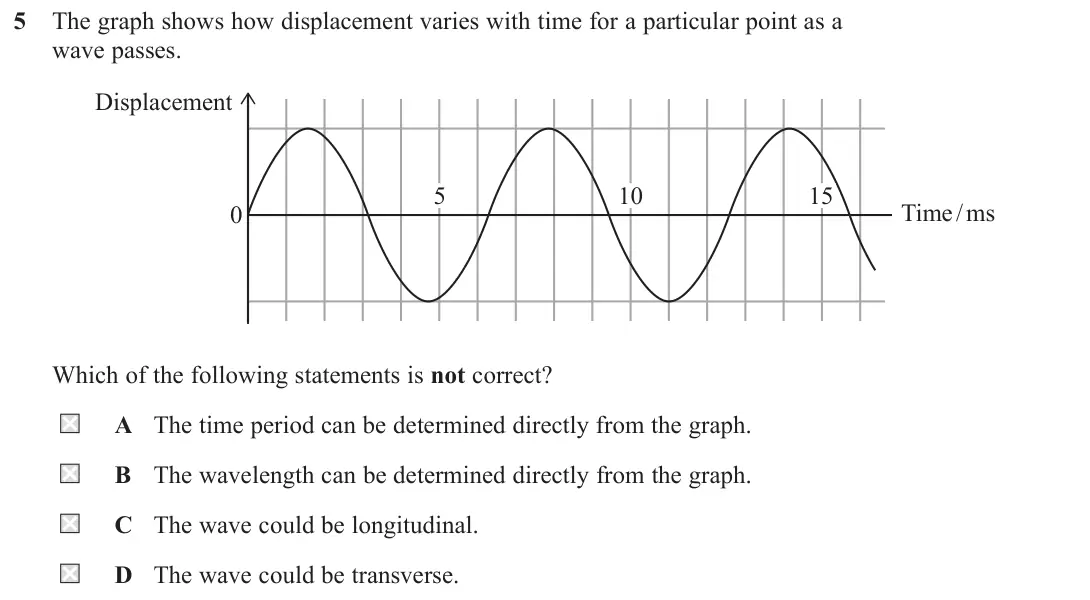 5 The graph shows how displacement varies with time for a particular point as a
wave passes.
Displacement
5 10 15
0
Time/ms
Which of the following statements is not correct?
A The time period can be determined directly from the graph.
B The wavelength can be determined directly from the graph.
C The wave could be longitudinal.
D The wave could be transverse.